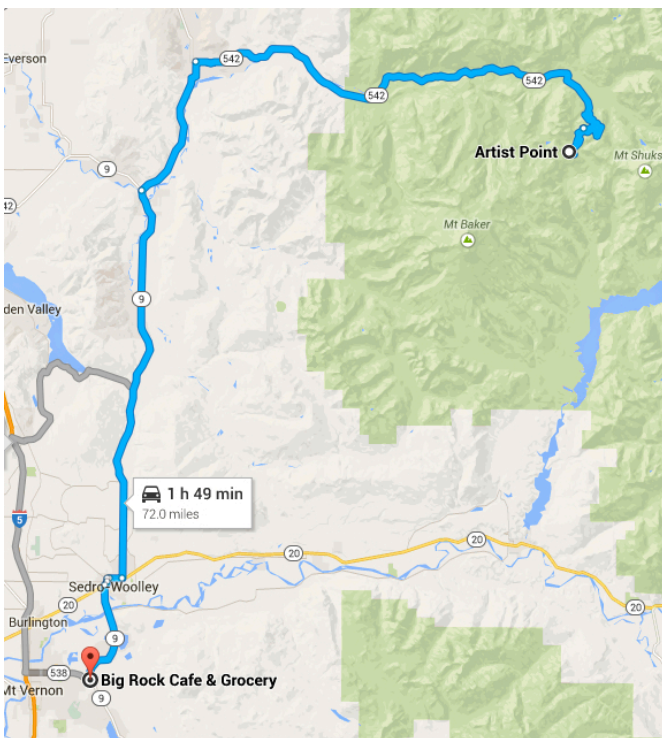 Everson
542
542
542
Artist Point
Mt Shuks
9
42
Mt Baker
9
den Valley
1 h 49 min
72.0 miles
5
20
20
Sedro-Woolley
20
20
Burlington
9
538
Big Rock Cafe & Grocery
Mt Vernon
9